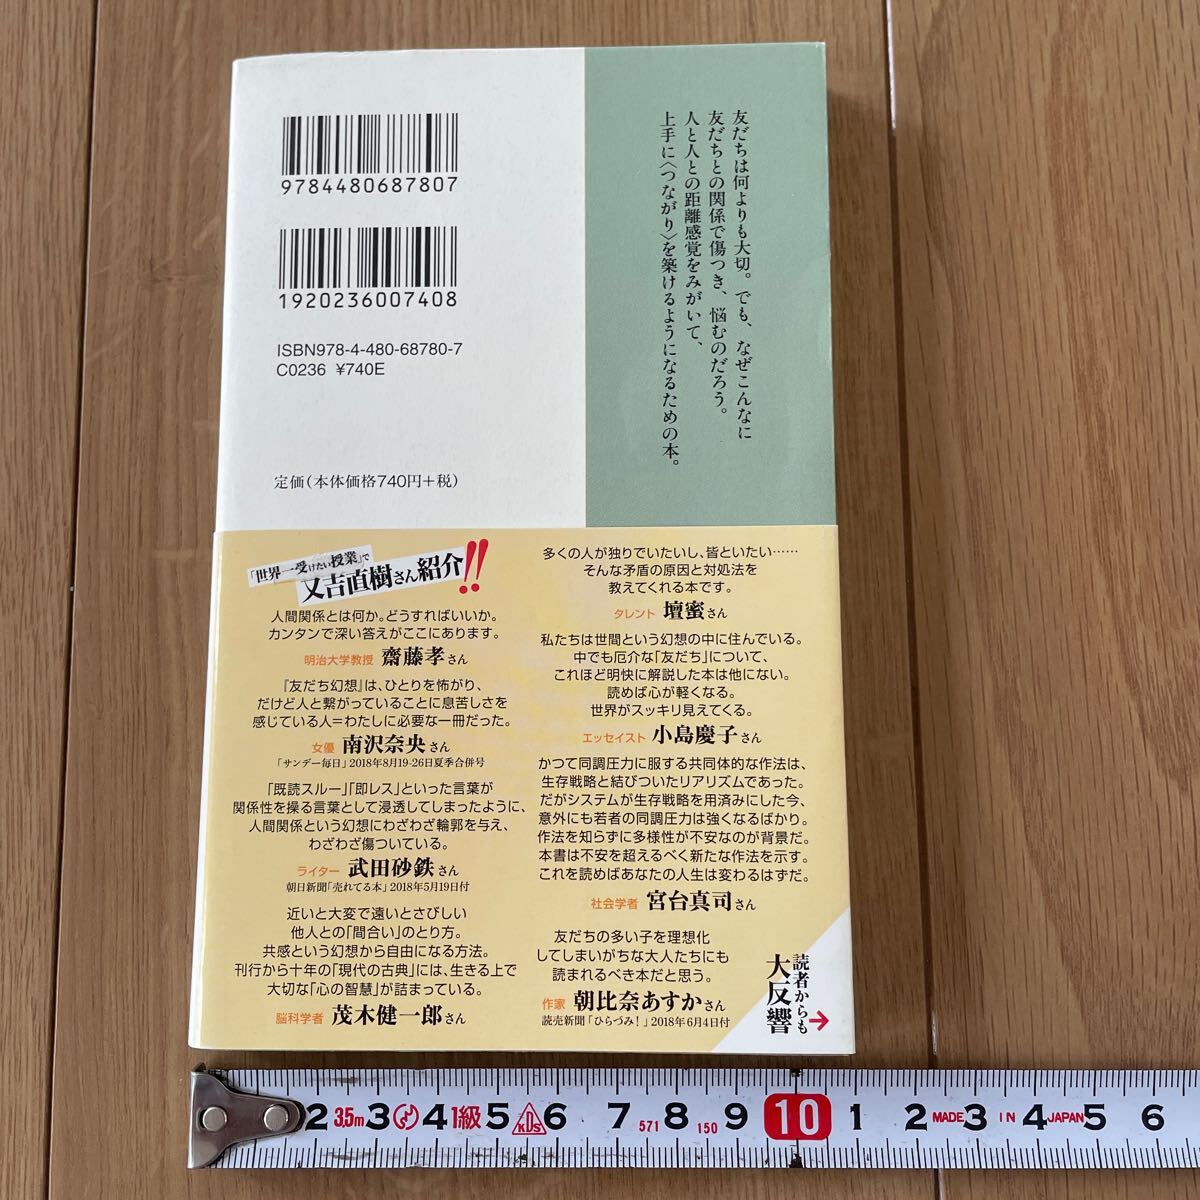 友だちは何よりも大切。でも、なぜこんなに
友だちとの関係で傷つき、悩むのだろう。
人と人との距離感覚をみがいて、
上手に〈つながり〉を築けるようになるための本。
9784480687807
1920236007408
ISBN978-4-480-68780-7
C0236 ¥740E
定価(本体価格740円+税)
「世界一受けたい授業」で
又吉直樹さん紹介!!
人間関係とは何か。どうすればいいか。
カンタンで深い答えがここにあります。
明治大学教授 齋藤孝さん
『友だち幻想』は、ひとりを怖がり、
だけど人と繋がっていることに息苦しさを
感じている人=わたしに必要な一冊だった。
女優 南沢奈央さん
「サンデー毎日」2018年8月19-26日夏季合併号
「既読スルー」「即レス」といった言葉が
関係性を操る言葉として浸透してしまったように、
人間関係という幻想にわざわざ輪郭を与え、
わざわざ傷ついている。
ライター 武田砂鉄さん
朝日新聞「売れてる本」2018年5月19日付
近いと大変で遠いとさびしい
他人との「間合い」のとり方。
共感という幻想から自由になる方法。
刊行から十年の「現代の古典」には、生きる上で
大切な「心の智慧」が詰まっている。
脳科学者 茂木健一郎さん
多くの人が独りでいたいし、皆といたい……
そんな矛盾の原因と対処法を
教えてくれる本です。
タレント 壇蜜さん
私たちは世間という幻想の中に住んでいる。
中でも厄介な「友だち」について、
これほど明快に解説した本は他にない。
読めば心が軽くなる。
世界がスッキリ見えてくる。
エッセイスト 小島慶子さん
かつて同調圧力に服する共同体的な作法は、
生存戦略と結びついたリアリズムであった。
だがシステムが生存戦略を用済みにした今、
意外にも若者の同調圧力は強くなるばかり。
作法を知らずに多様性が不安なのが背景だ。
本書は不安を超えるべく新たな作法を示す。
これを読めばあなたの人生は変わるはずだ。
社会学者 宮台真司さん
友だちの多い子を理想化
してしまいがちな大人たちにも
読まれるべき本だと思う。
作家 朝比奈あすかさん
読売新聞「ひらづみ!」2018年6月4日付
読者からも
大反響→
2 3.5m 3 4 1級 5 KDS 6 7 571 8 150 9 10 1 2 MADE 3 IN 4 JAPAN 5 6